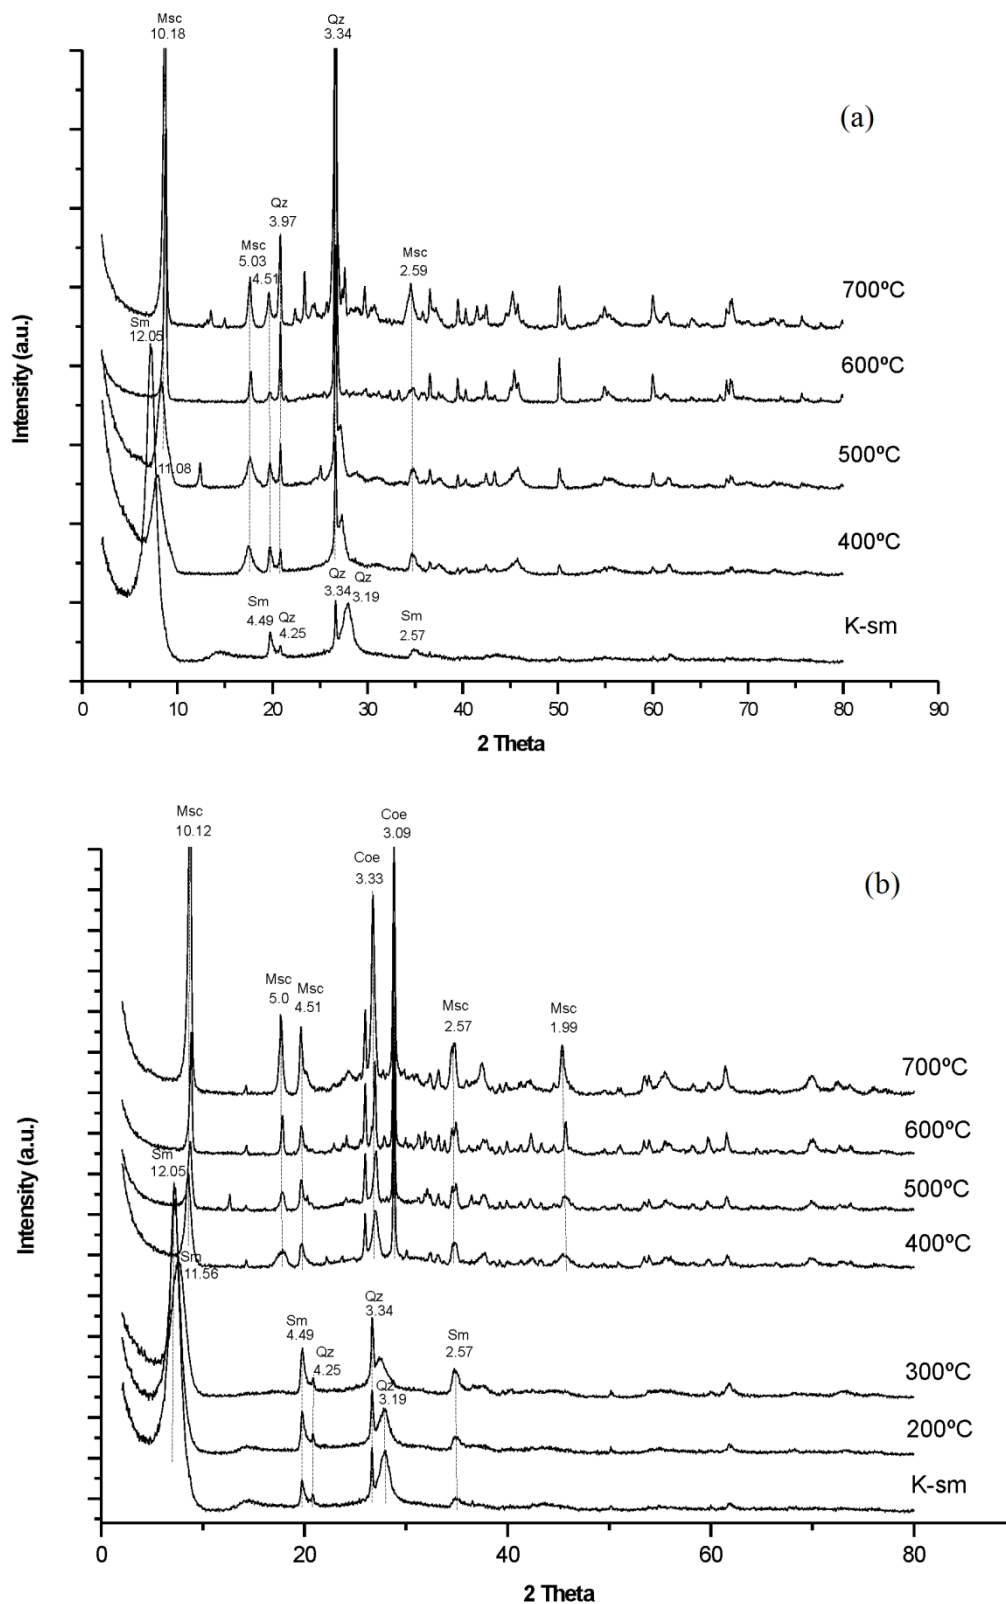 Msc
10.18
Qz
3.34
(a)
Qz
3.97
Msc
5.03
4.51
Msc
2.59
700ºC
Sm
12.05
600ºC
11.08
500ºC
400ºC
Qz
3.34
Qz
3.19
Sm
4.49
Qz
4.25
Sm
2.57
K-sm
Intensity (a.u.)
0 10 20 30 40 50 60 70 80 90
2 Theta
Msc
10.12
Coe
3.09
Coe
3.33
(b)
Msc
5.0
Msc
4.51
Msc
2.57
Msc
1.99
700ºC
600ºC
Sm
12.05
500ºC
400ºC
Sm
11.56
Qz
3.34
Sm
4.49
Qz
4.25
Sm
2.57
300ºC
Qz
3.19
200ºC
K-sm
Intensity (a.u.)
0 20 40 60 80
2 Theta